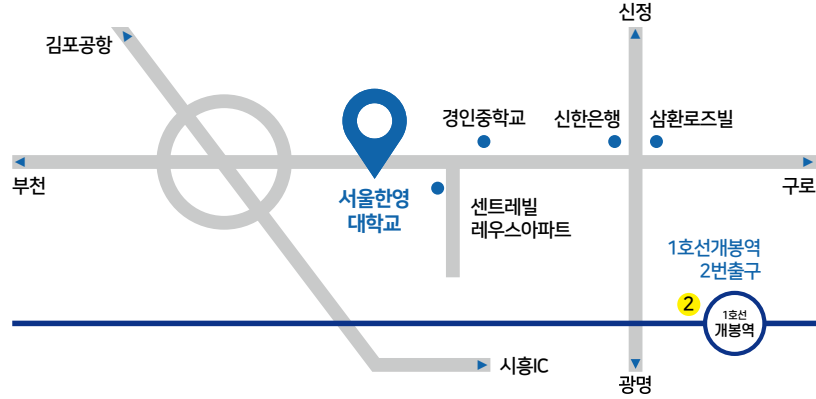 신정
김포공항
경인중학교
신한은행
삼환로즈빌
부천
구로
서울한영
대학교
센트레빌
레우스아파트
1호선개봉역
2번출구
2
1호선
개봉역
시흥IC
광명